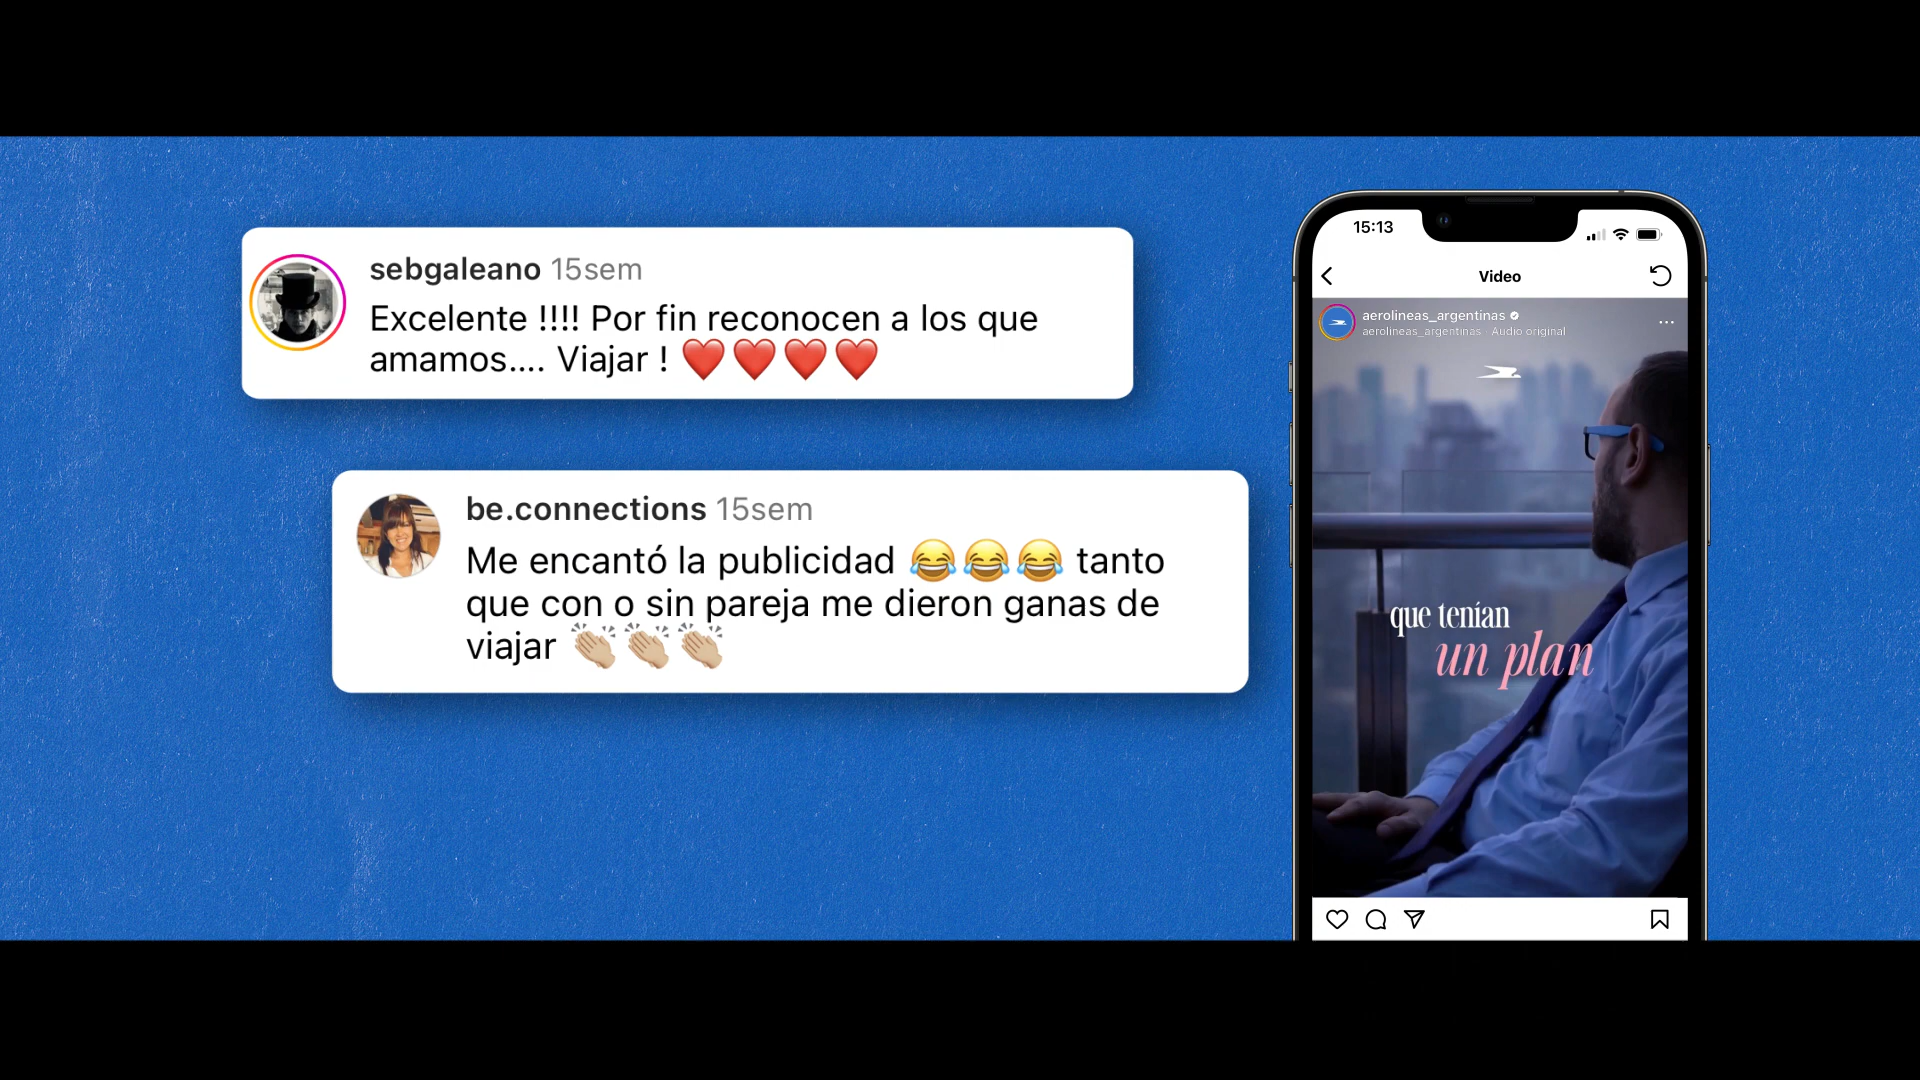 sebgaleano 15sem
Excelente !!!! Por fin reconocen a los que
amamos.... Viajar ! ❤️❤️❤️❤️
be.connections 15sem
Me encantó la publicidad 😂😂😂 tanto
que con o sin pareja me dieron ganas de
viajar 👏🏼👏🏼👏🏼
15:13
Video
aerolineas_argentinas
aerolineas_argentinas · Audio original
que tenían
un plan